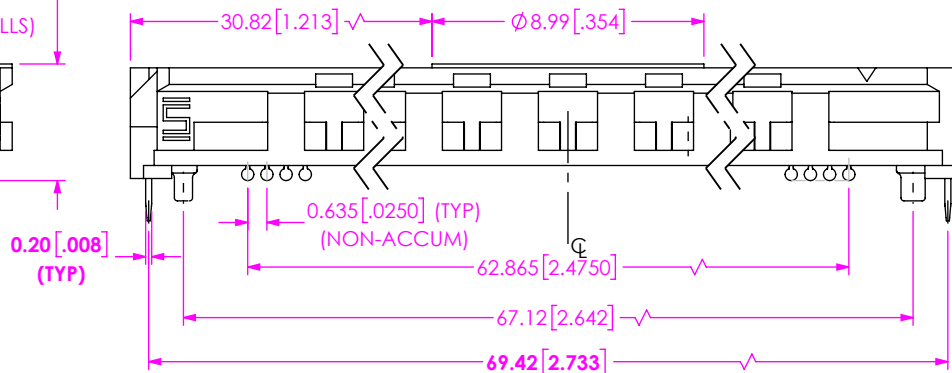 LLS)
30.82[1.213]
Ø8.99[.354]
0.635[.0250] (TYP)
(NON-ACCUM)
0.20[.008]
(TYP)
℄
62.865[2.4750]
67.12[2.642]
69.42[2.733]